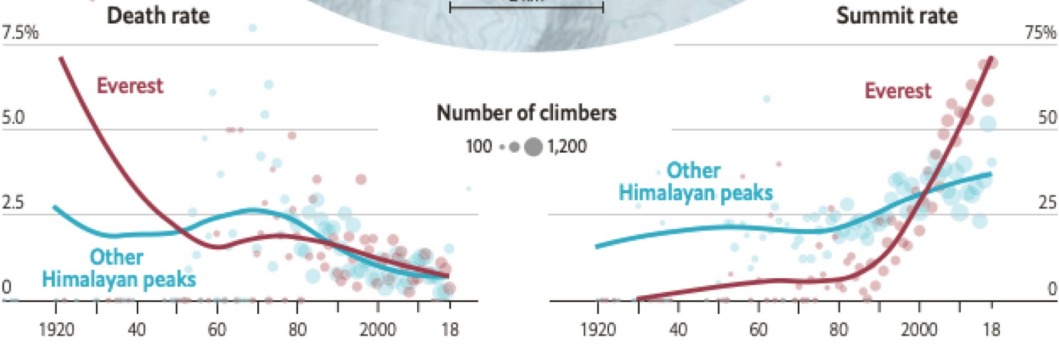 Death rate
7.5%
5.0
2.5
0
Everest
Other
Himalayan peaks
1920 40 60 80 2000 18
Number of climbers
100 1,200
Summit rate
75%
50
25
0
Everest
Other
Himalayan peaks
1920 40 60 80 2000 18